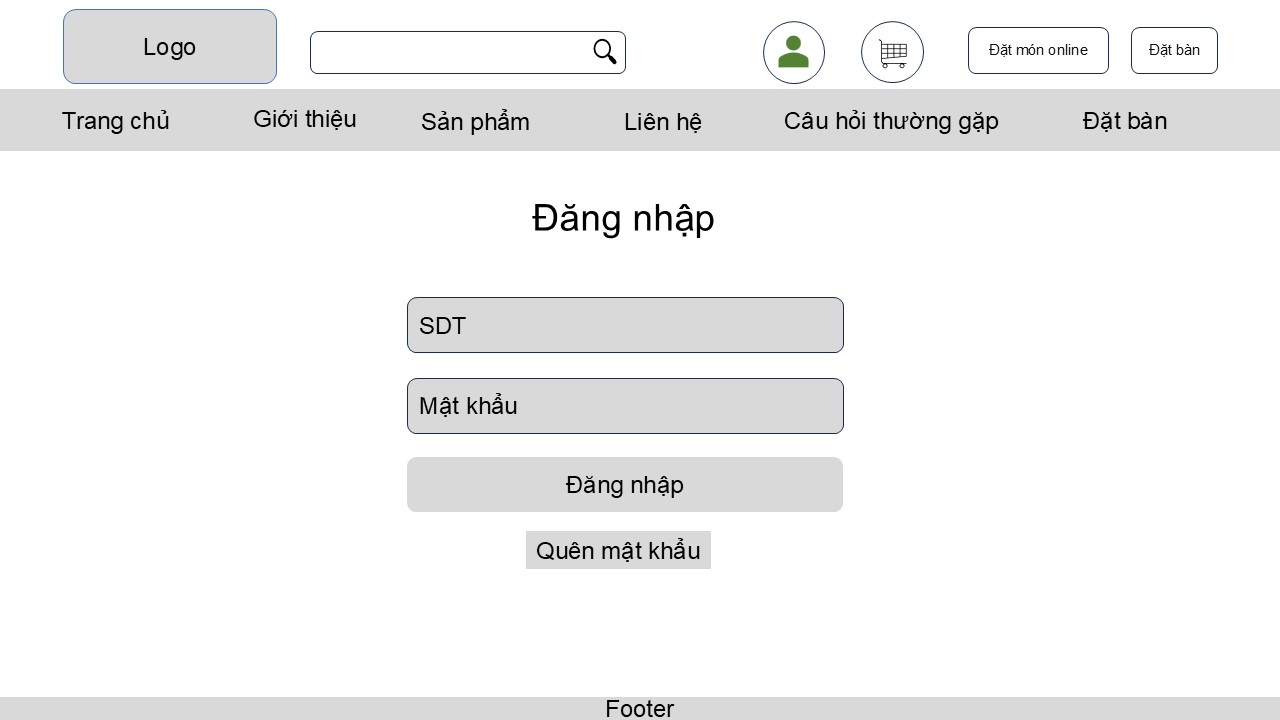 Logo
Đặt món online
Đặt bàn
Trang chủ
Giới thiệu
Sản phẩm
Liên hệ
Câu hỏi thường gặp
Đặt bàn
Đăng nhập
SDT
Mật khẩu
Đăng nhập
Quên mật khẩu
Footer